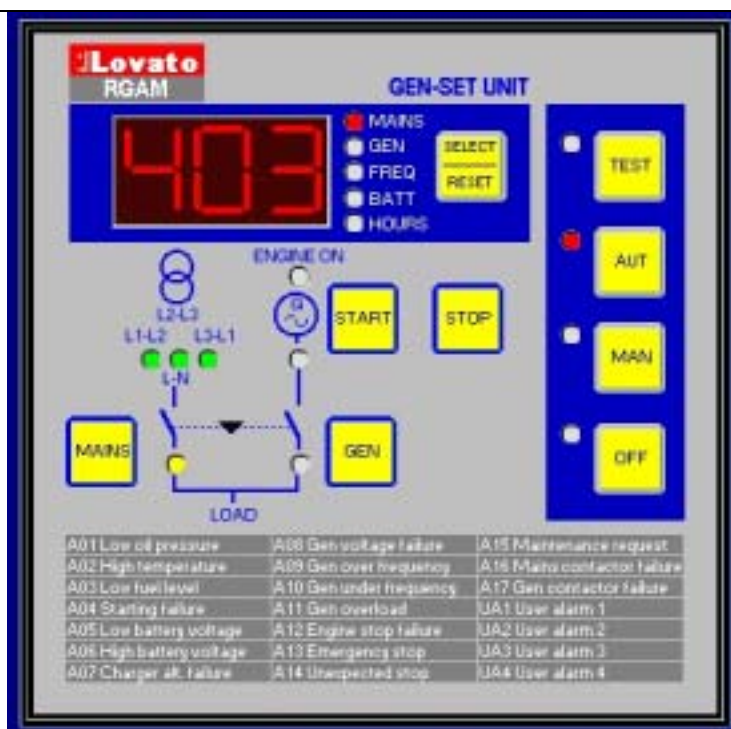 Lovato
RGAM
GEN-SET UNIT
403
MAINS
GEN
FREQ
BATT
HOURS
SELECT
RESET
TEST
AUT
MAN
OFF
ENGINE ON
G
START
STOP
L2-L3
L1-L2 L3-L1
L-N
MAINS
GEN
LOAD
A01 Low oil pressure
A02 High temperature
A03 Low fuel level
A04 Starting failure
A05 Low battery voltage
A06 High battery voltage
A07 Charger alt. failure
A08 Gen voltage failure
A09 Gen over frequency
A10 Gen under frequency
A11 Gen overload
A12 Engine stop failure
A13 Emergency stop
A14 Unexpected stop
A15 Maintenance request
A16 Mains contactor failure
A17 Gen contactor failure
UA1 User alarm 1
UA2 User alarm 2
UA3 User alarm 3
UA4 User alarm 4